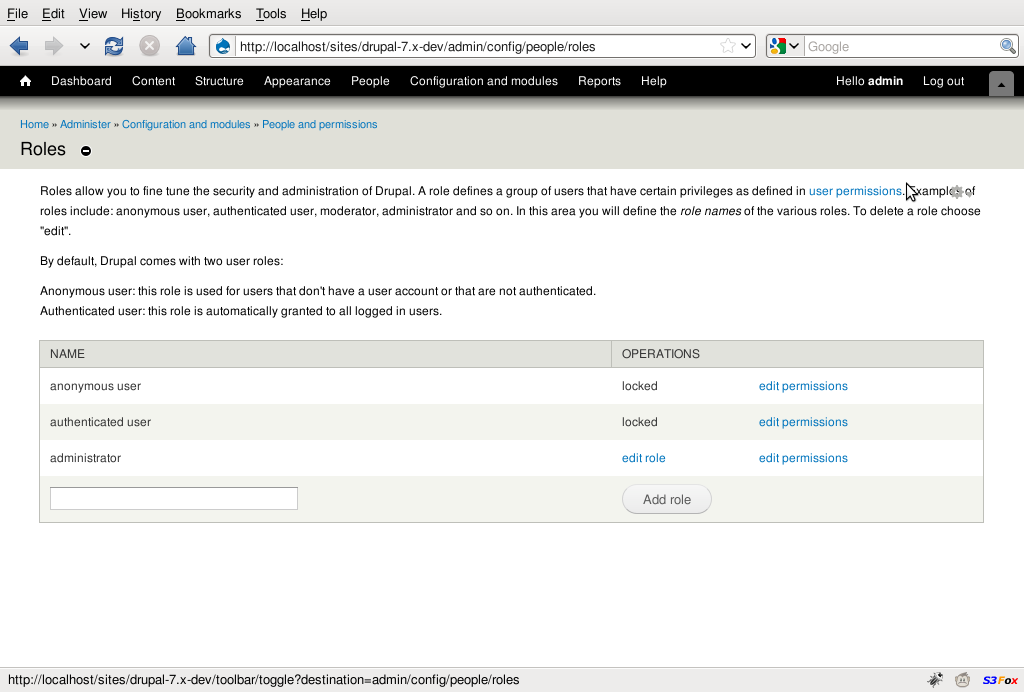 File Edit View History Bookmarks Tools Help
http://localhost/sites/drupal-7.x-dev/admin/config/people/roles Google
Dashboard Content Structure Appearance People Configuration and modules Reports Help Hello admin Log out
Home » Administer » Configuration and modules » People and permissions
Roles
Roles allow you to fine tune the security and administration of Drupal. A role defines a group of users that have certain privileges as defined in user permissions. Examples of
roles include: anonymous user, authenticated user, moderator, administrator and so on. In this area you will define the role names of the various roles. To delete a role choose
"edit".
By default, Drupal comes with two user roles:
Anonymous user: this role is used for users that don't have a user account or that are not authenticated.
Authenticated user: this role is automatically granted to all logged in users.
NAME OPERATIONS
anonymous user locked edit permissions
authenticated user locked edit permissions
administrator edit role edit permissions
Add role
http://localhost/sites/drupal-7.x-dev/toolbar/toggle?destination=admin/config/people/roles S3Fox